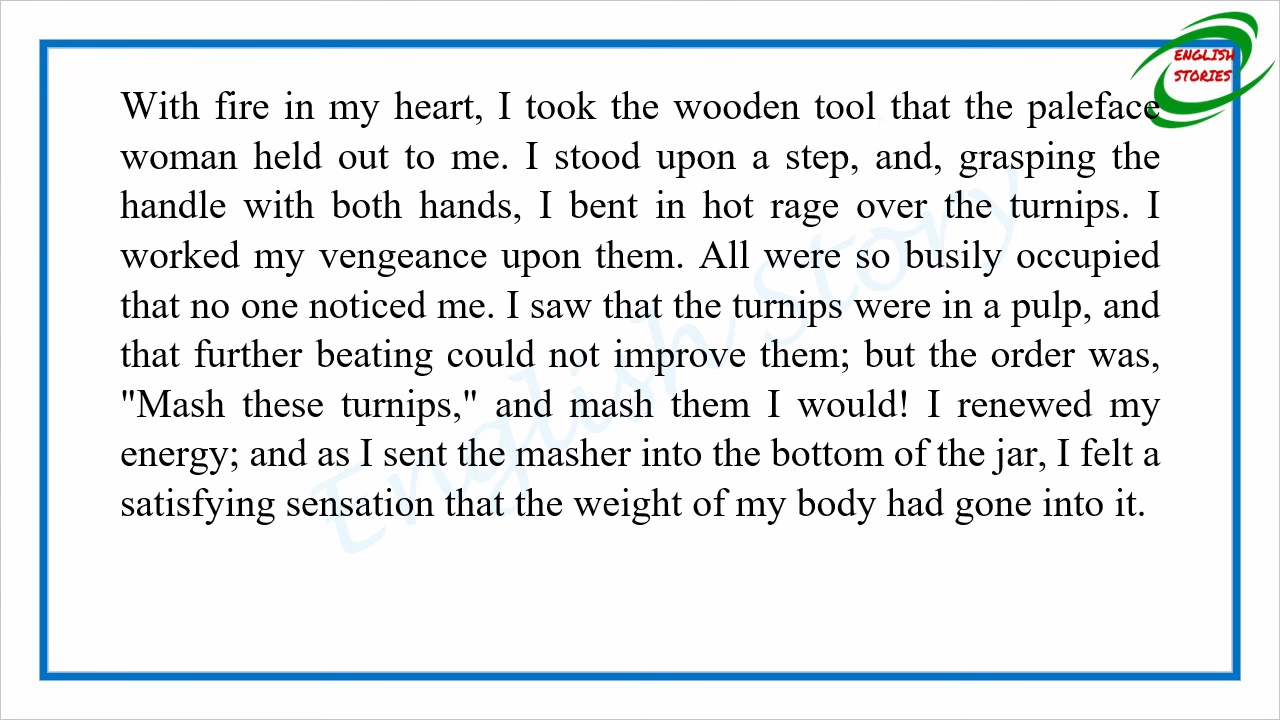 ENGLISH
STORIES
With fire in my heart, I took the wooden tool that the paleface
woman held out to me. I stood upon a step, and, grasping the
handle with both hands, I bent in hot rage over the turnips. I
worked my vengeance upon them. All were so busily occupied
that no one noticed me. I saw that the turnips were in a pulp, and
that further beating could not improve them; but the order was,
"Mash these turnips," and mash them I would! I renewed my
energy; and as I sent the masher into the bottom of the jar, I felt a
satisfying sensation that the weight of my body had gone into it.
English Story